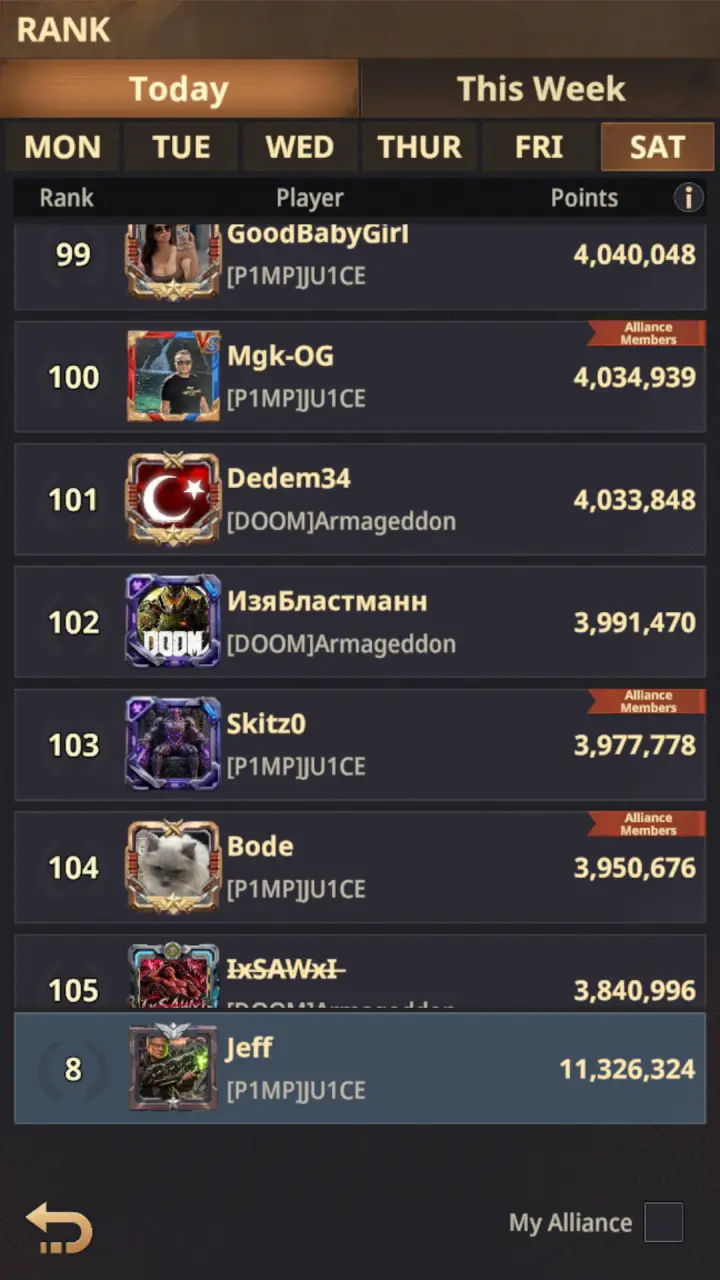 RANK
Today
This Week
MON TUE WED THUR FRI SAT
Rank Player Points i
99 GoodBabyGirl 4,040,048
[P1MP]JU1CE
Alliance
Members
VS
100 Mgk-OG 4,034,939
[P1MP]JU1CE
101 Dedem34 4,033,848
[DOOM]Armageddon
102 ИзяБластманн 3,991,470
DOOM
[DOOM]Armageddon
Alliance
Members
103 Skitz0 3,977,778
[P1MP]JU1CE
Alliance
Members
104 Bode 3,950,676
[P1MP]JU1CE
105 IxSAWxI 3,840,996
[DOOM]Armageddon
8 Jeff 11,326,324
[P1MP]JU1CE
My Alliance